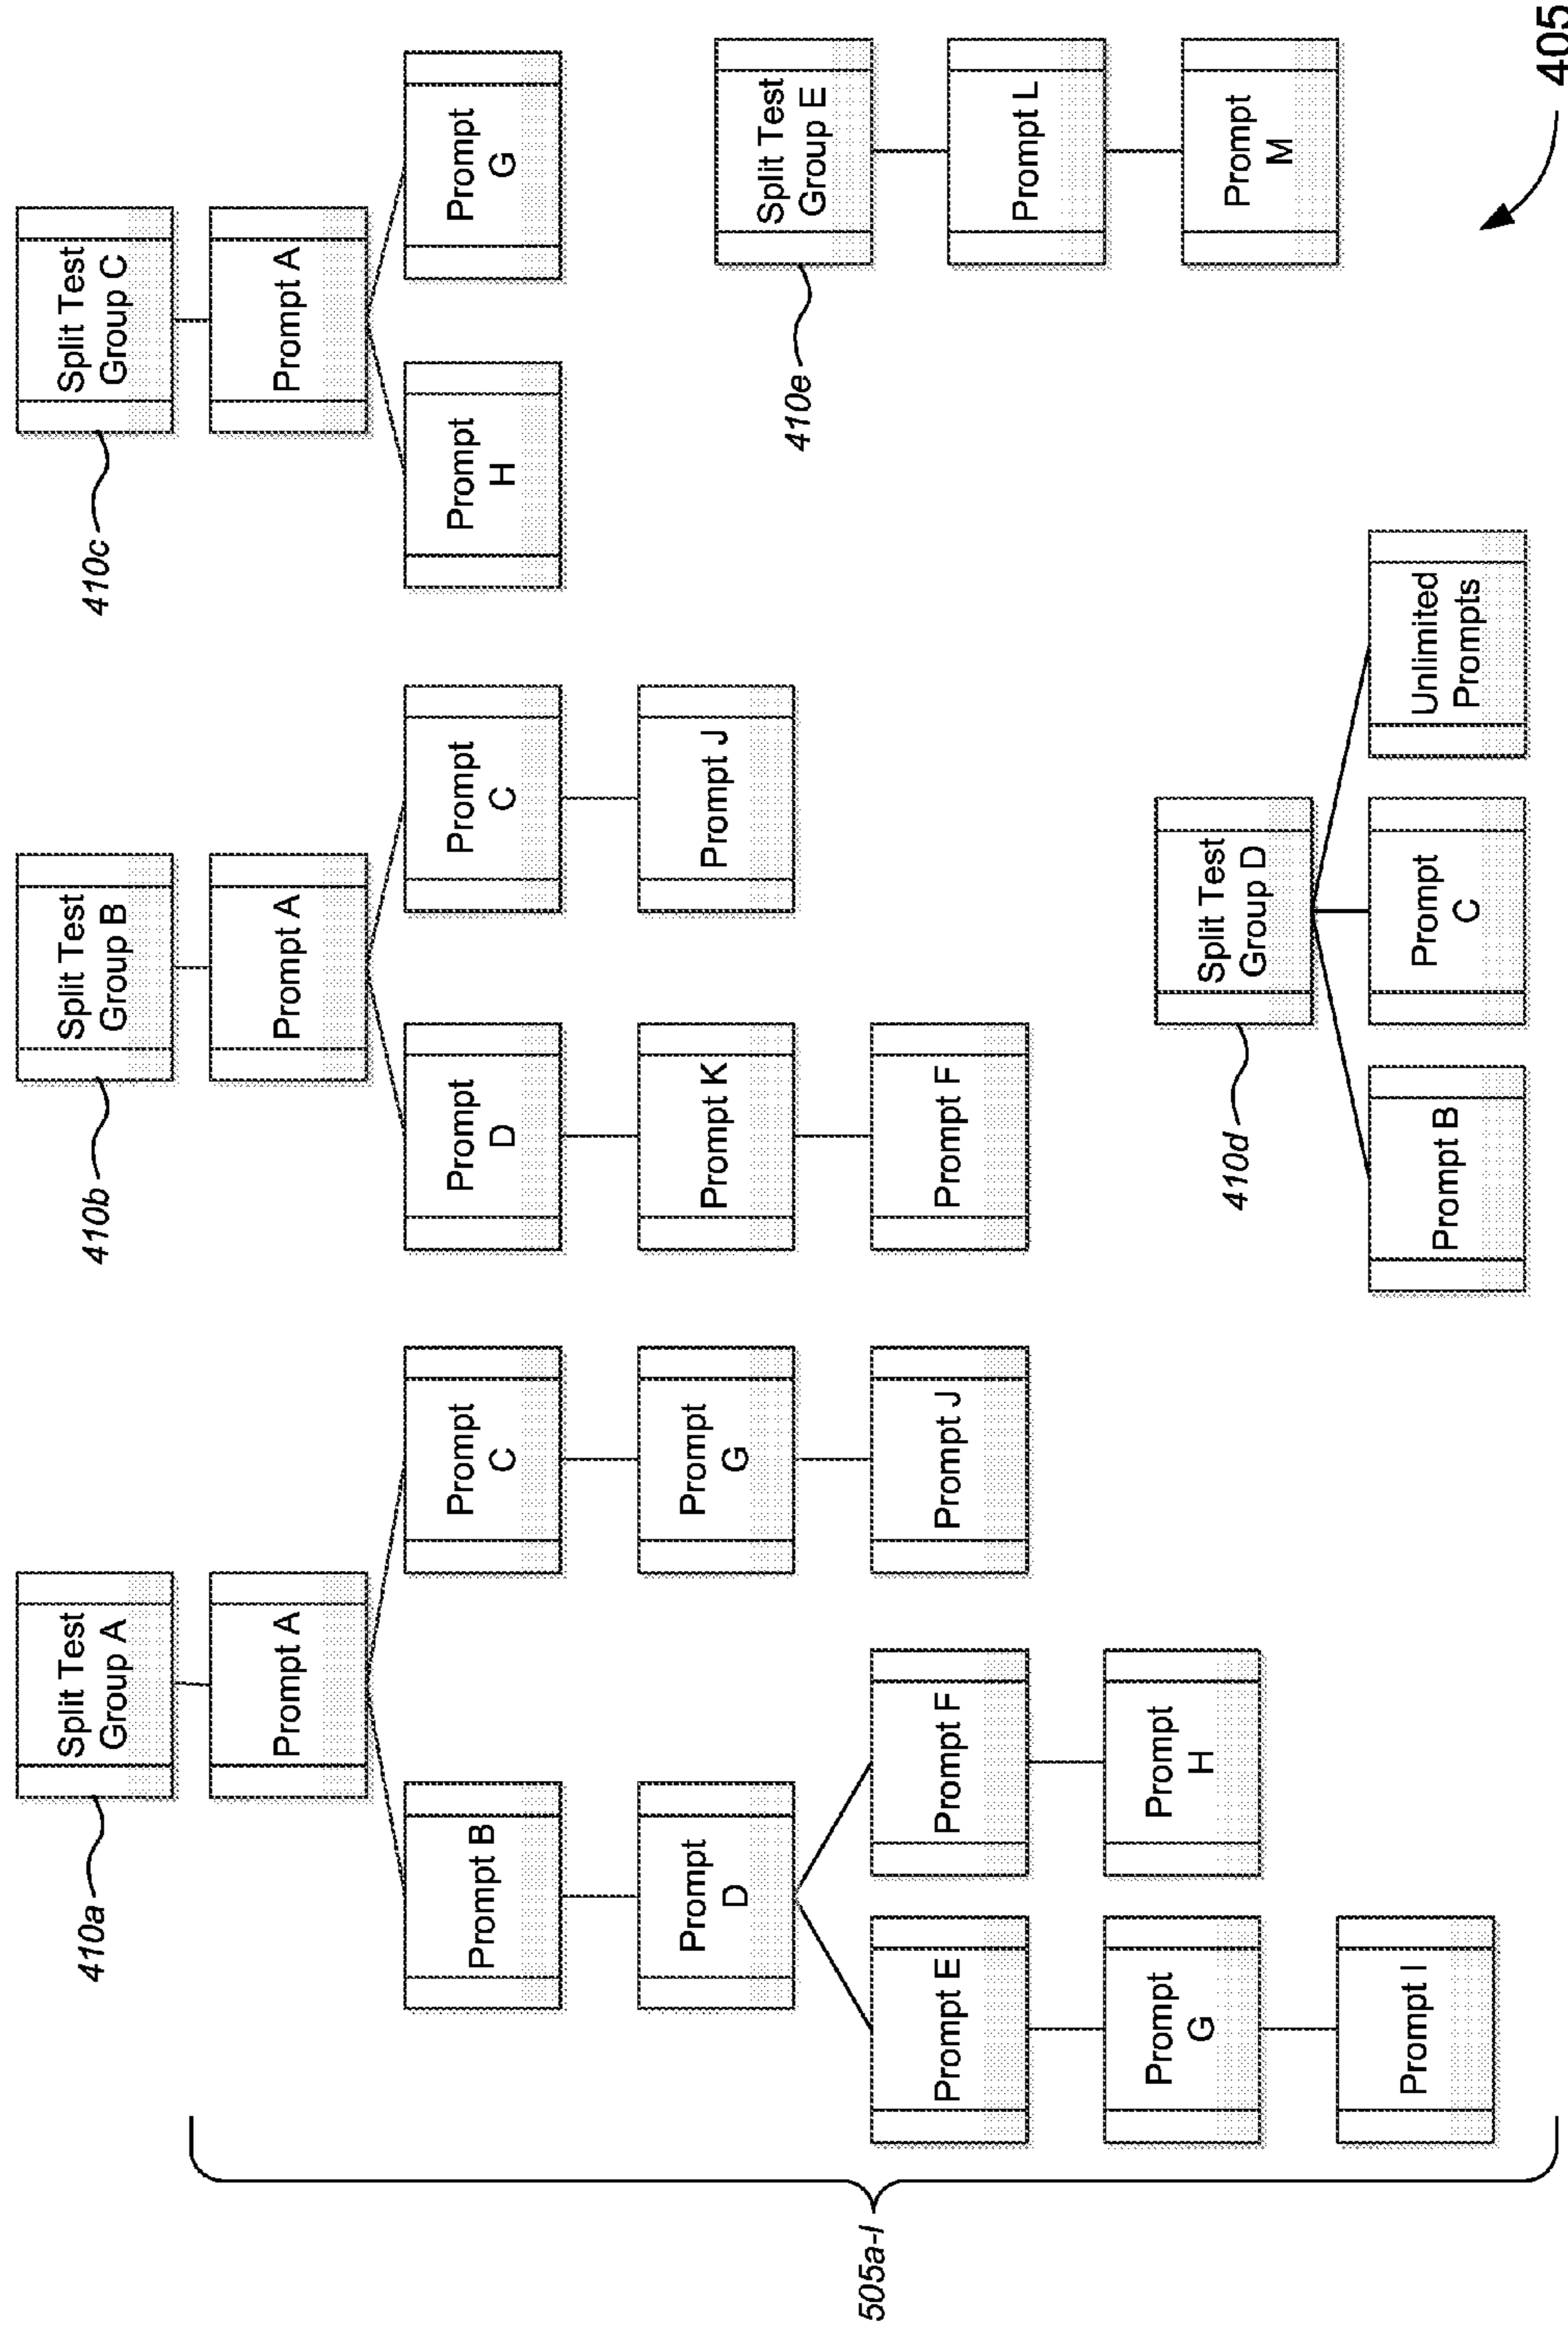 Split Test
Group A
410a
Prompt A
Prompt B
Prompt
C
Prompt
D
Prompt
G
Prompt E
Prompt F
Prompt J
Prompt
G
Prompt
H
Prompt I
505a-l
Split Test
Group B
410b
Prompt A
Prompt
D
Prompt
C
Prompt K
Prompt J
Prompt F
Split Test
Group C
410c
Prompt A
Prompt
H
Prompt
G
Split Test
Group D
410d
Prompt B
Prompt
C
Unlimited
Prompts
Split Test
Group E
410e
Prompt L
Prompt
M
405